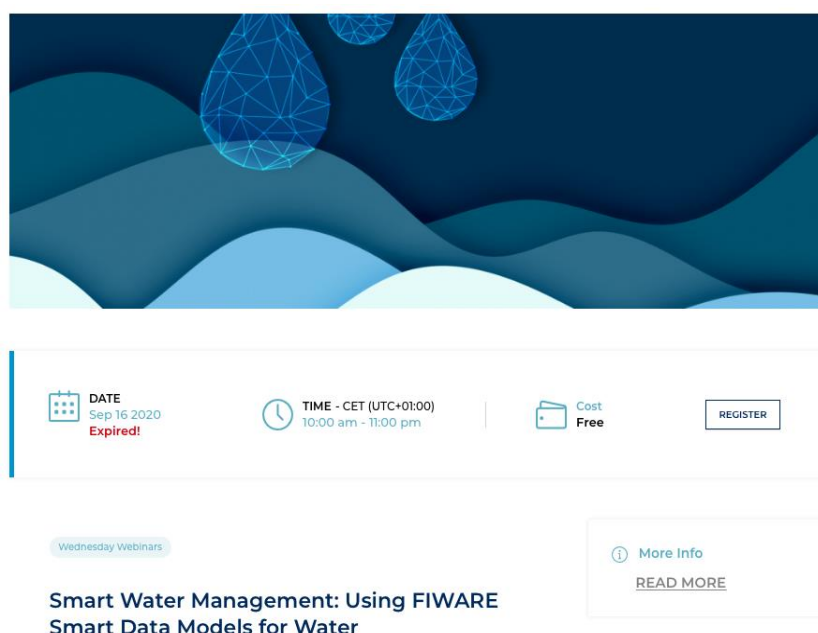 DATE
Sep 16 2020
Expired!
TIME - CET (UTC+01:00)
10:00 am - 11:00 pm
Cost
Free
REGISTER
Wednesday Webinars
Smart Water Management: Using FIWARE
Smart Data Models for Water
More Info
READ MORE